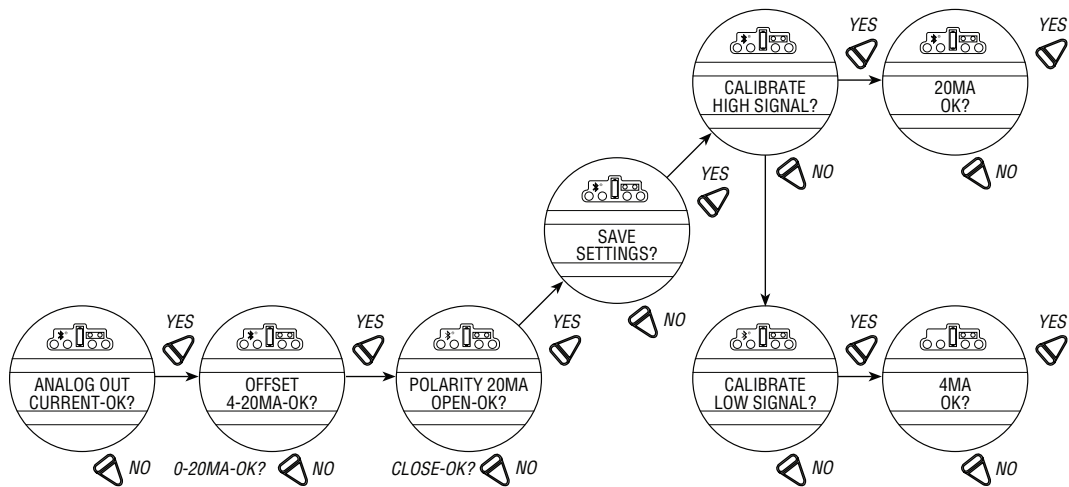 YES
YES
CALIBRATE
HIGH SIGNAL?
20MA
OK?
NO
NO
YES
SAVE
SETTINGS?
NO
YES
YES
YES
YES
YES
ANALOG OUT
CURRENT-OK?
OFFSET
4-20MA-OK?
POLARITY 20MA
OPEN-OK?
CALIBRATE
LOW SIGNAL?
4MA
OK?
NO
0-20MA-OK?
NO
CLOSE-OK?
NO
NO
NO